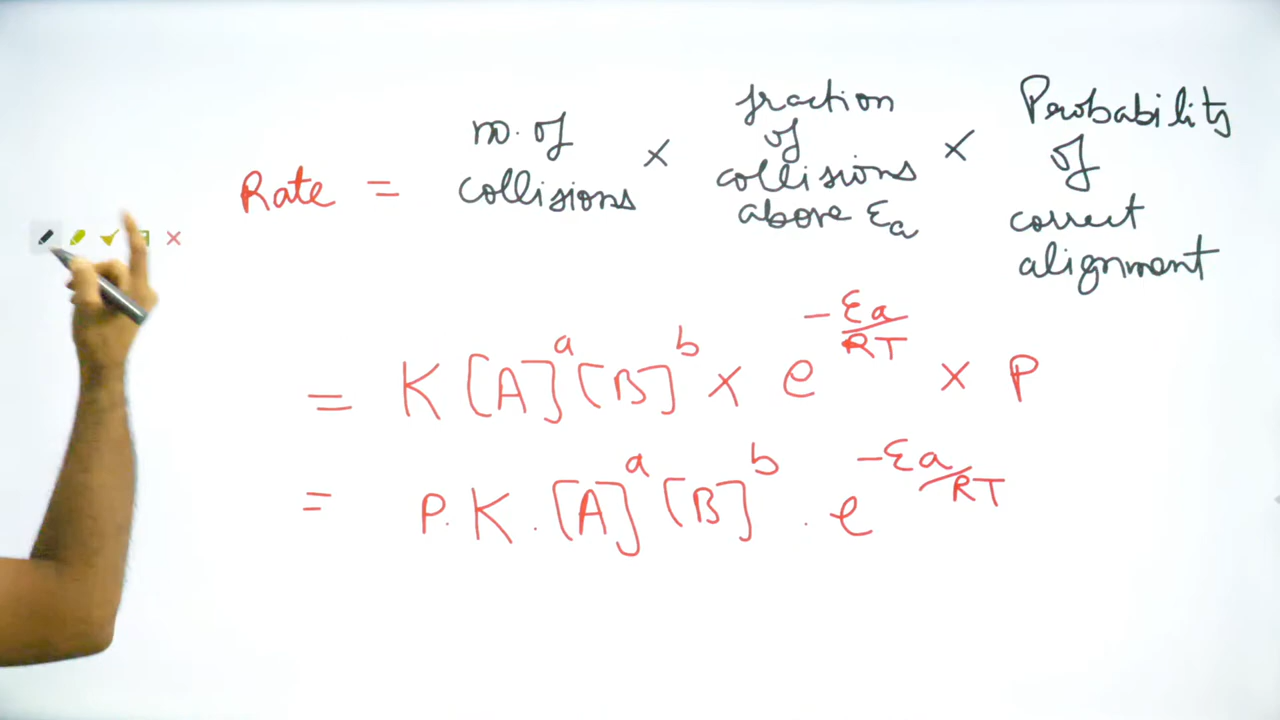 Rate = no. of collisions × fraction of collisions above Ea × Probability of correct alignment
= K [A]^a [B]^b × e^(-Ea/RT) × P
= P. K . [A]^a [B]^b . e^(-Ea/RT)